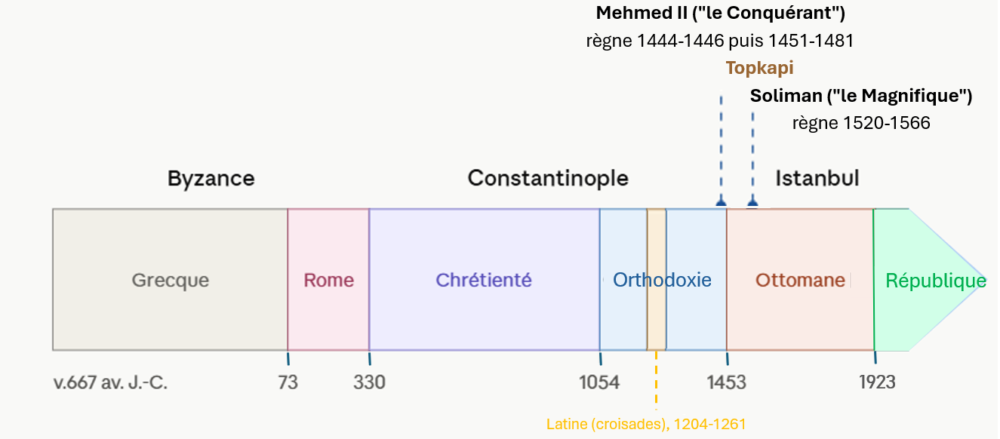 Mehmed II ("le Conquérant")
règne 1444-1446 puis 1451-1481
Topkapi
Soliman ("le Magnifique")
règne 1520-1566
Byzance
Constantinople
Istanbul
Grecque
Rome
Chrétienté
Orthodoxie
Ottomane
République
v.667 av. J.-C.
73
330
1054
1453
1923
Latine (croisades), 1204-1261